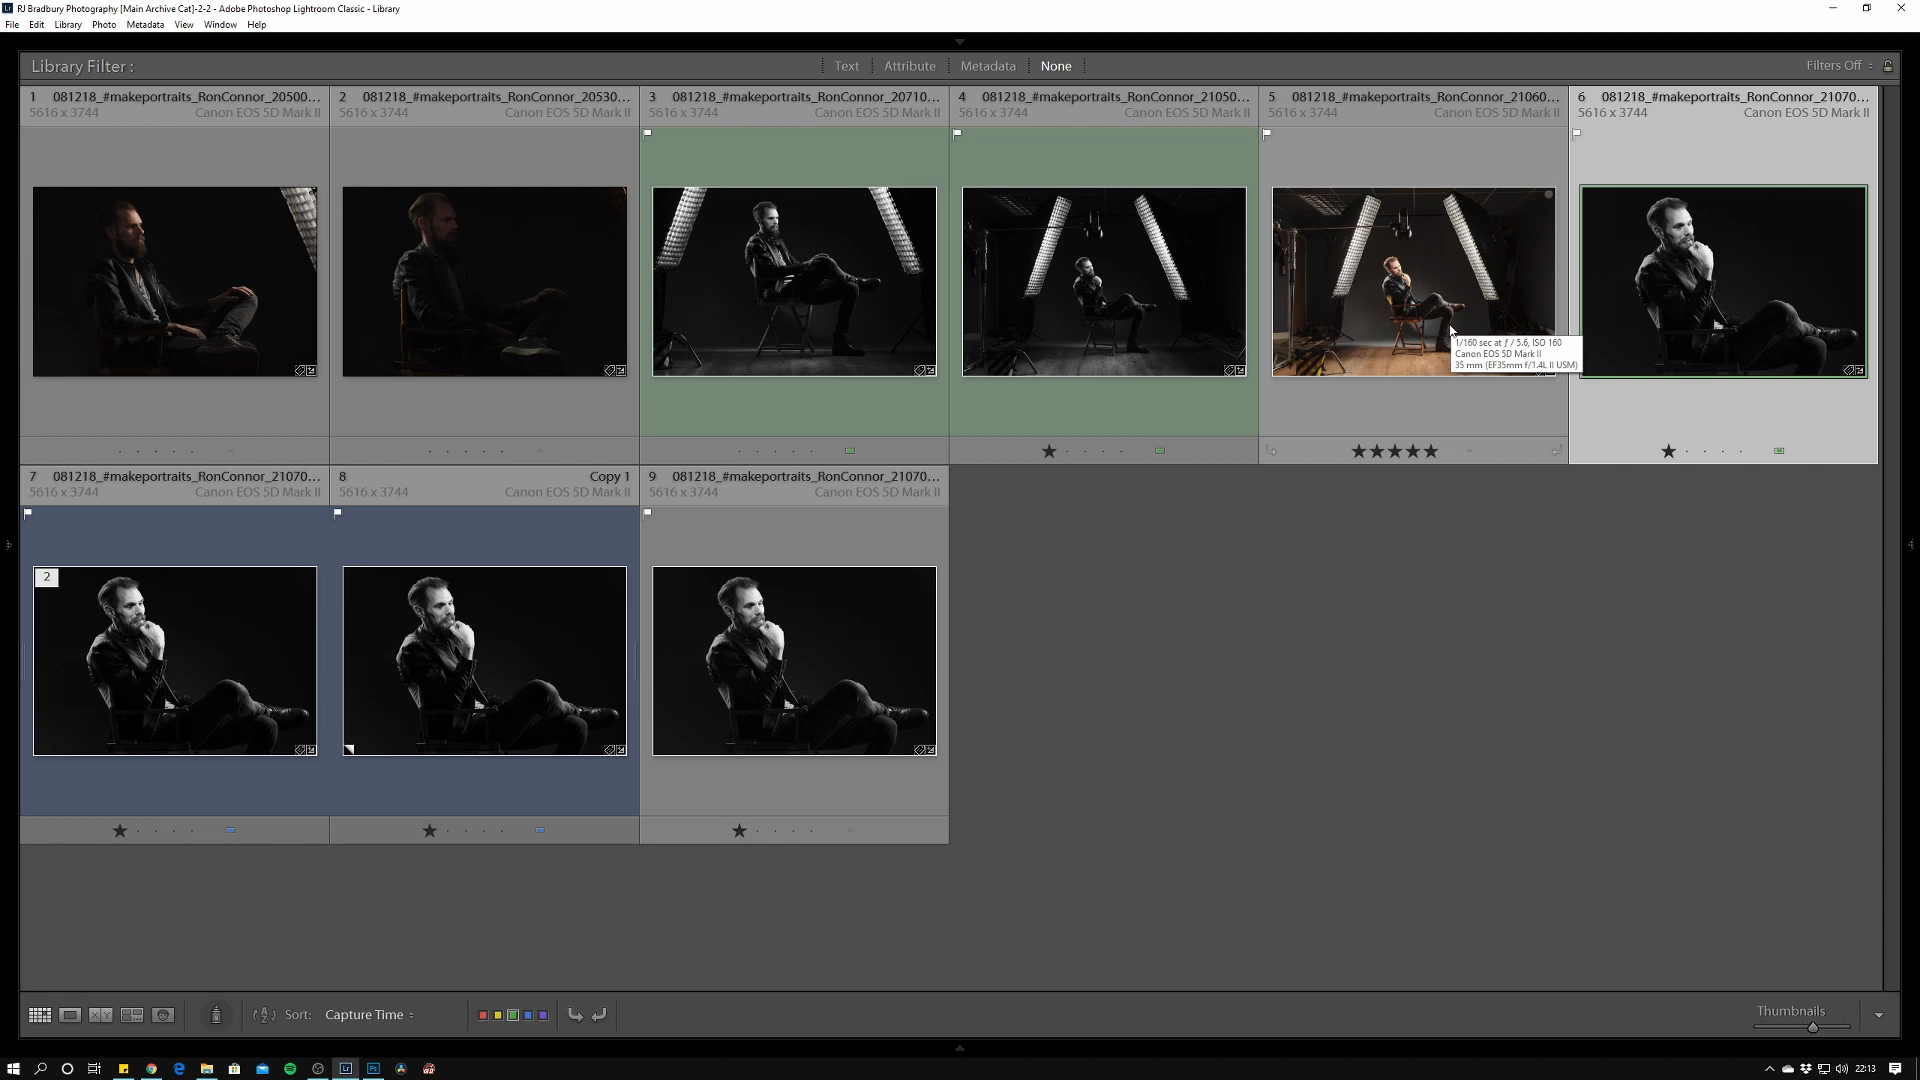 RJ Bradbury Photography [Main Archive Cat]-2-2 - Adobe Photoshop Lightroom Classic - Library
File Edit Library Photo Metadata View Window Help
Library Filter : Text Attribute Metadata None Filters Off
1 081218_#makeportraits_RonConnor_20500...
5616 x 3744 Canon EOS 5D Mark II
2 081218_#makeportraits_RonConnor_20530...
5616 x 3744 Canon EOS 5D Mark II
3 081218_#makeportraits_RonConnor_20710...
5616 x 3744 Canon EOS 5D Mark II
4 081218_#makeportraits_RonConnor_21050...
5616 x 3744 Canon EOS 5D Mark II
5 081218_#makeportraits_RonConnor_21060...
5616 x 3744 Canon EOS 5D Mark II
6 081218_#makeportraits_RonConnor_21070...
5616 x 3744 Canon EOS 5D Mark II
1/160 sec at ƒ / 5.6, ISO 160
Canon EOS 5D Mark II
35 mm (EF35mm f/1.4L II USM)
7 081218_#makeportraits_RonConnor_21070...
5616 x 3744 Canon EOS 5D Mark II
8 Copy 1
5616 x 3744 Canon EOS 5D Mark II
9 081218_#makeportraits_RonConnor_21070...
5616 x 3744 Canon EOS 5D Mark II
2
XY Sort: Capture Time Thumbnails
Lr Ps 22:13